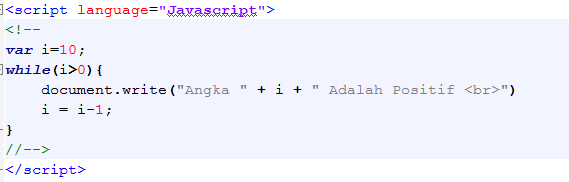 <script language="Javascript">
<!--
var i=10;
while(i>0){
    document.write("Angka " + i + " Adalah Positif <br>")
    i = i-1;
}
//-->
</script>